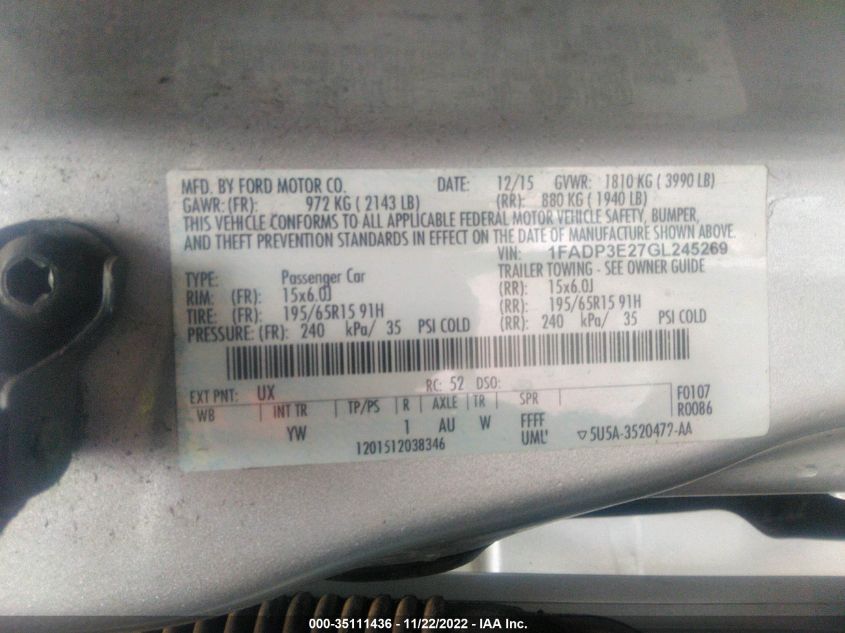 MFD. BY FORD MOTOR CO. DATE: 12/15 GVWR: 1810 KG ( 3990 LB)
GAWR: (FR): 972 KG ( 2143 LB) (RR): 880 KG ( 1940 LB)
THIS VEHICLE CONFORMS TO ALL APPLICABLE FEDERAL MOTOR VEHICLE SAFETY, BUMPER,
AND THEFT PREVENTION STANDARDS IN EFFECT ON THE DATE OF MANUFACTURE SHOWN ABOVE.
VIN: 1FADP3E27GL245269
TYPE: Passenger Car TRAILER TOWING - SEE OWNER GUIDE
RIM: (FR): 15x6.0J (RR): 15x6.0J
TIRE: (FR): 195/65R15 91H (RR): 195/65R15 91H
PRESSURE: (FR): 240 kPa/ 35 PSI COLD (RR): 240 kPa/ 35 PSI COLD
EXT PNT: UX RC: 52 DSO: F0107
WB INT TR TP/PS R AXLE TR SPR R0086
YW 1 AU W FFFF
UML' ▽5U5A-3520472-AA
1201512038346
000-35111436 - 11/22/2022 - IAA Inc.